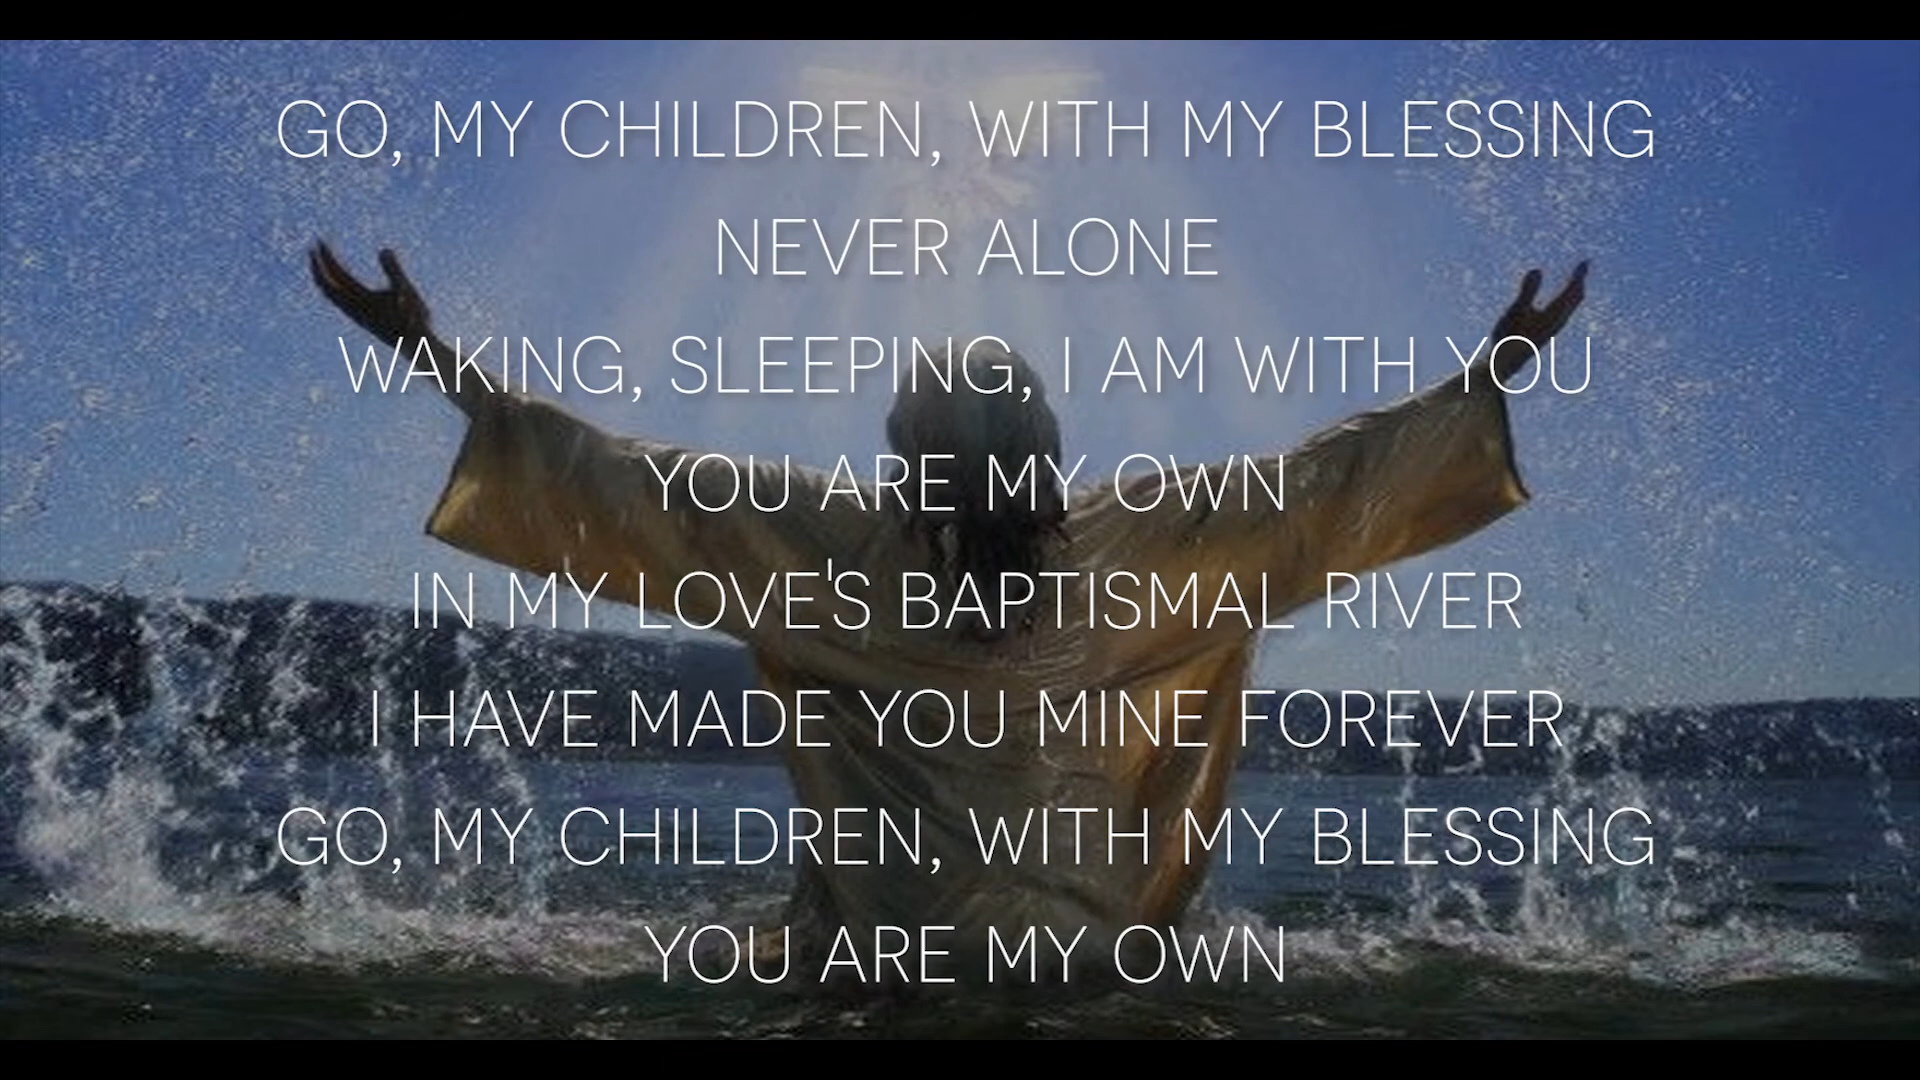 GO, MY CHILDREN, WITH MY BLESSING
NEVER ALONE
WAKING, SLEEPING, I AM WITH YOU
YOU ARE MY OWN
IN MY LOVE'S BAPTISMAL RIVER
I HAVE MADE YOU MINE FOREVER
GO, MY CHILDREN, WITH MY BLESSING
YOU ARE MY OWN